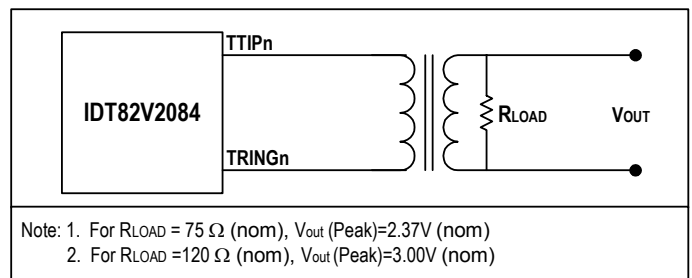 TTIPn
IDT82V2084
RLOAD
VOUT
TRINGn
Note: 1. For RLOAD = 75 Ω (nom), Vout (Peak)=2.37V (nom)
2. For RLOAD =120 Ω (nom), Vout (Peak)=3.00V (nom)